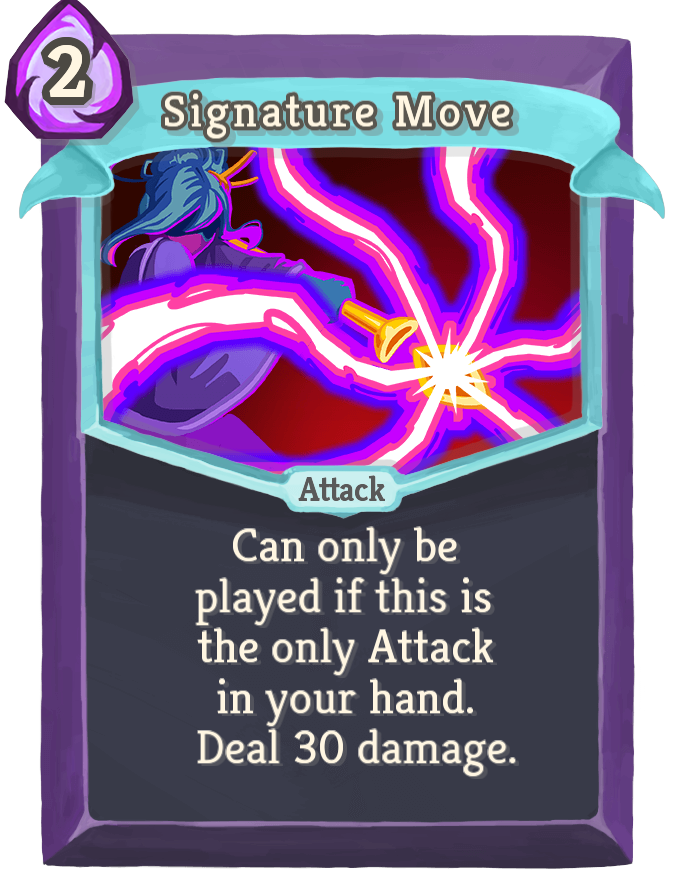 2
Signature Move
Attack
Can only be
played if this is
the only Attack
in your hand.
Deal 30 damage.